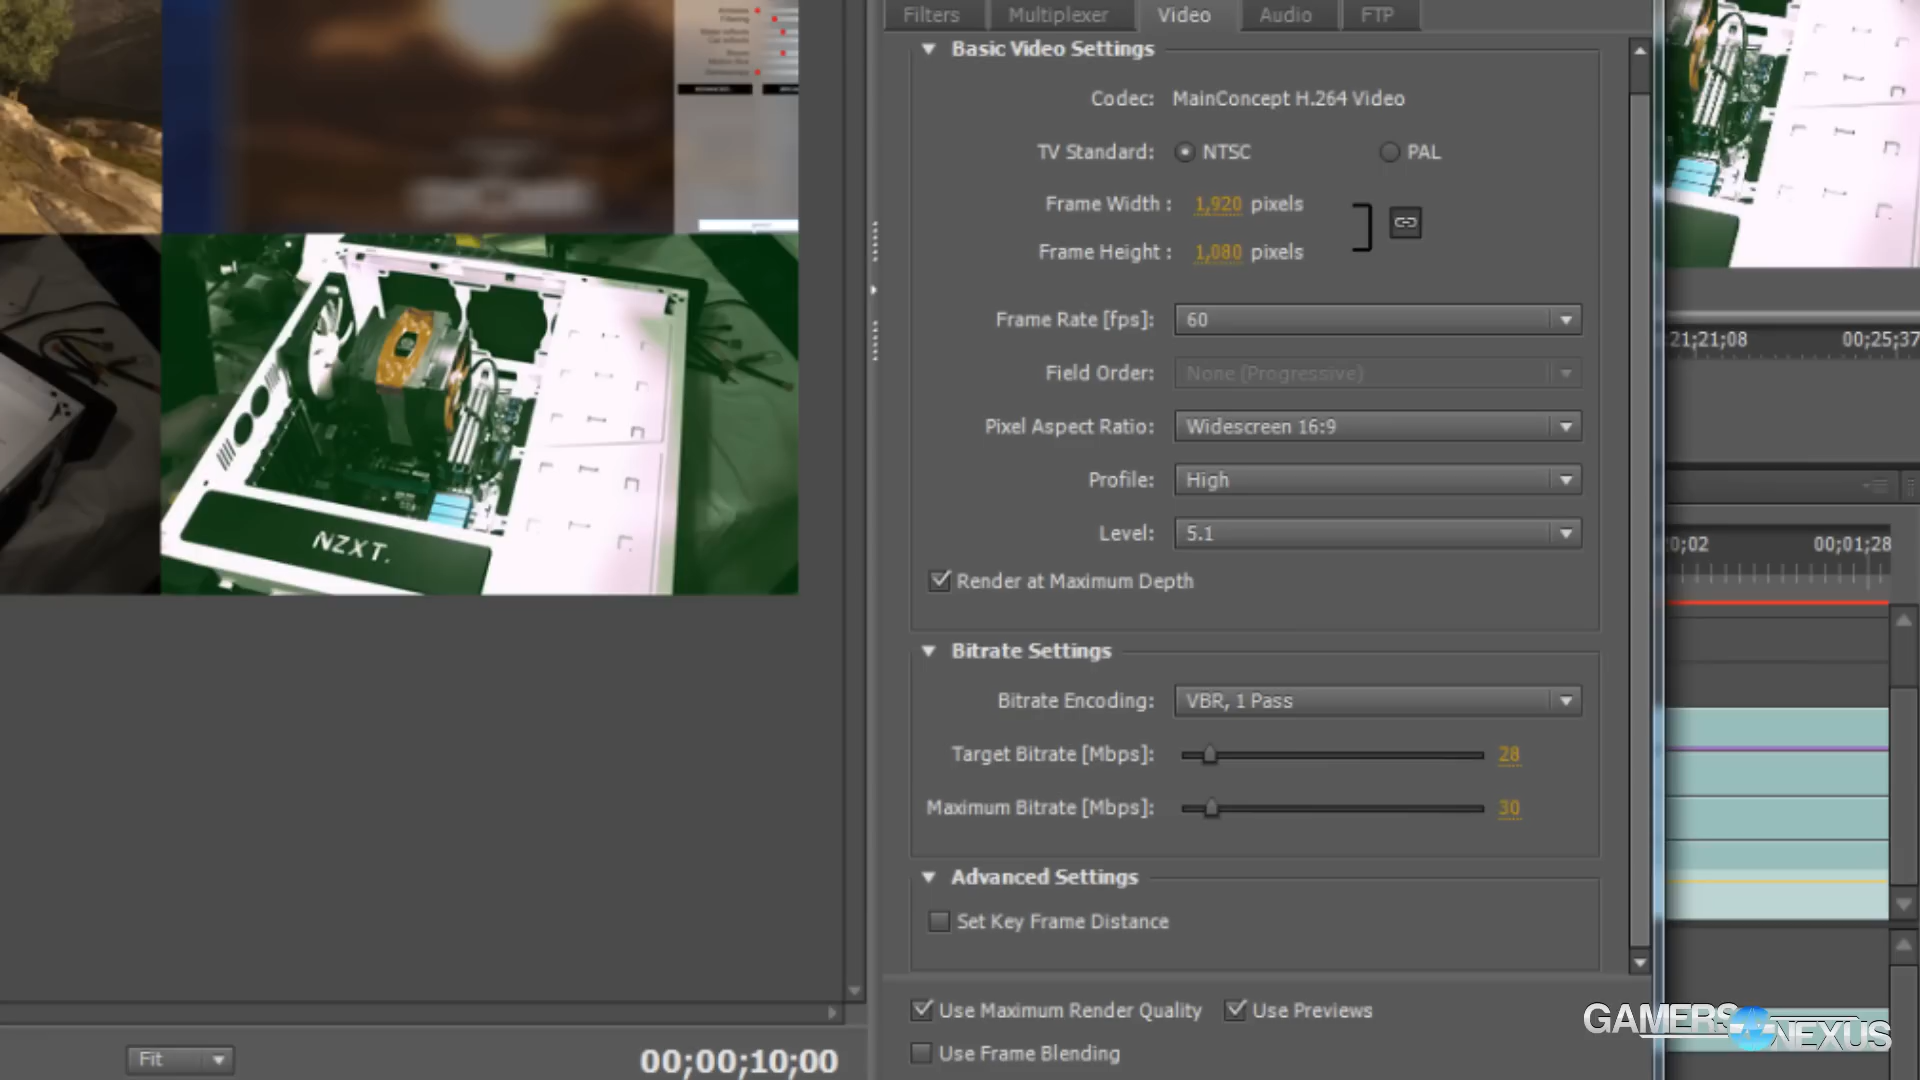 Filters Multiplexer Video Audio FTP
Basic Video Settings
Codec: MainConcept H.264 Video
TV Standard: NTSC PAL
Frame Width : 1,920 pixels
Frame Height : 1,080 pixels
Frame Rate [fps]: 60
Field Order: None (Progressive)
Pixel Aspect Ratio: Widescreen 16:9
Profile: High
Level: 5.1
Render at Maximum Depth
Bitrate Settings
Bitrate Encoding: VBR, 1 Pass
Target Bitrate [Mbps]: 28
Maximum Bitrate [Mbps]: 30
Advanced Settings
Set Key Frame Distance
Use Maximum Render Quality Use Previews
Use Frame Blending
Fit 00;00;10;00
NZXT.
21;21;08 00;25;37
0;02 00;01;28
GAMERS NEXUS